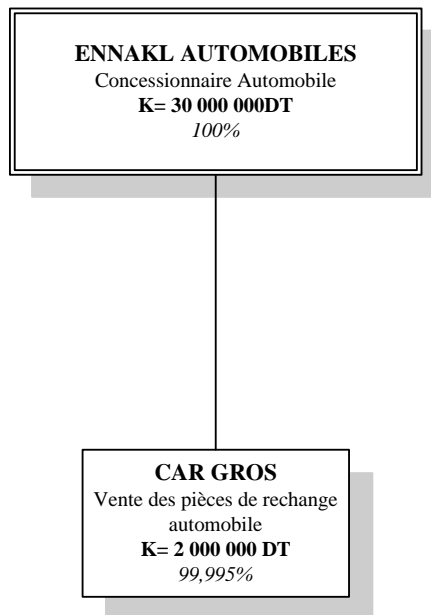 ENNAKL AUTOMOBILES
Concessionnaire Automobile
K= 30 000 000DT
100%
CAR GROS
Vente des pièces de rechange
automobile
K= 2 000 000 DT
99,995%